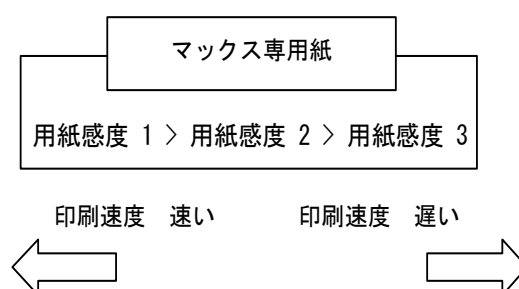 マックス専用紙
用紙感度 1 > 用紙感度 2 > 用紙感度 3
印刷速度 速い 印刷速度 遅い